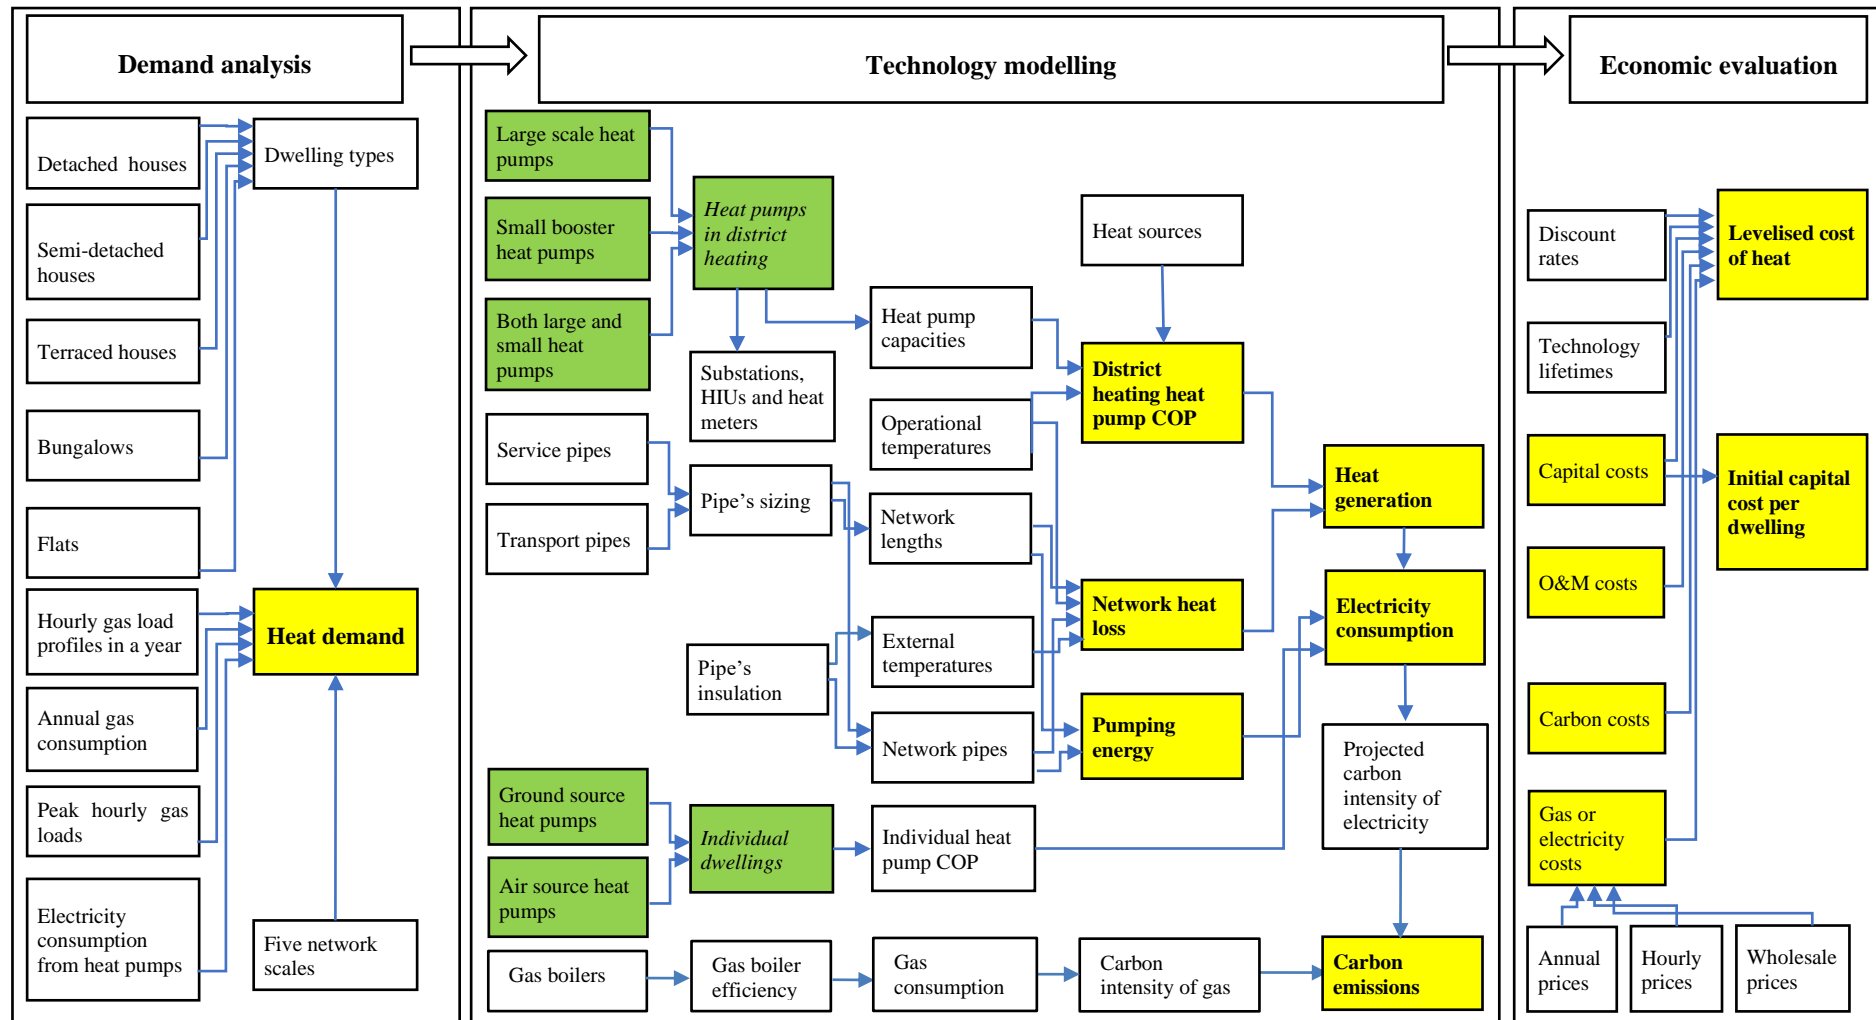 Demand analysis
Detached houses
Dwelling types
Semi-detached
houses
Terraced houses
Bungalows
Flats
Hourly gas load
profiles in a year
Heat demand
Annual gas
consumption
Peak hourly gas
loads
Electricity
consumption
from heat pumps
Five network
scales
Technology modelling
Large scale heat
pumps
Small booster
heat pumps
Both large and
small heat
pumps
Heat pumps
in district
heating
Heat sources
Substations,
HIUs and heat
meters
Heat pump
capacities
District
heating heat
pump COP
Operational
temperatures
Service pipes
Transport pipes
Pipe's sizing
Network
lengths
Heat
generation
Network heat
loss
Electricity
consumption
Pipe's
insulation
External
temperatures
Network pipes
Pumping
energy
Projected
carbon
intensity of
electricity
Ground source
heat pumps
Air source heat
pumps
Individual
dwellings
Individual heat
pump COP
Gas boilers
Gas boiler
efficiency
Gas
consumption
Carbon
intensity of gas
Carbon
emissions
Economic evaluation
Discount
rates
Levelised cost
of heat
Technology
lifetimes
Capital costs
Initial capital
cost per
dwelling
O&M costs
Carbon costs
Gas or
electricity
costs
Annual
prices
Hourly
prices
Wholesale
prices